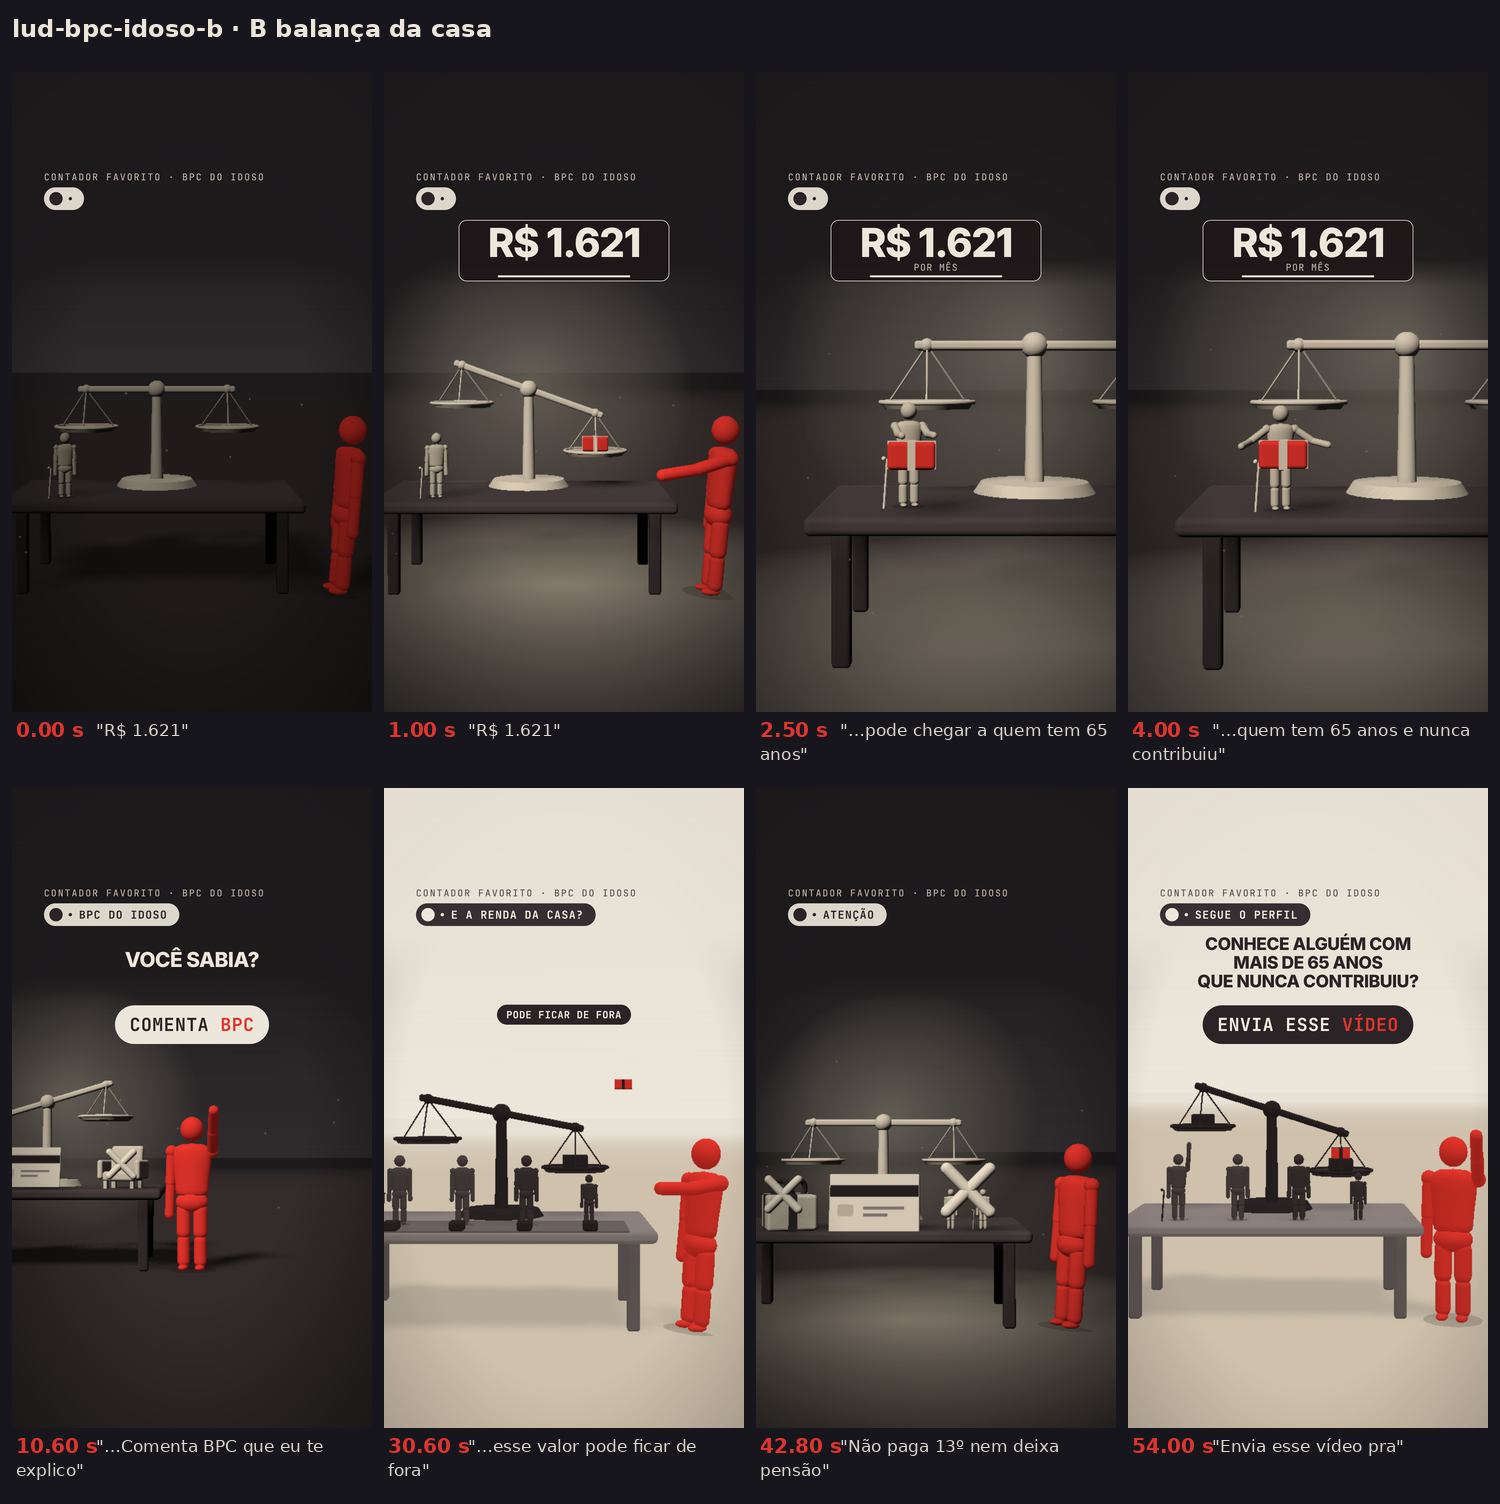 lud-bpc-idoso-b · B balança da casa
CONTADOR FAVORITO · BPC DO IDOSO
CONTADOR FAVORITO · BPC DO IDOSO
R$ 1.621
CONTADOR FAVORITO · BPC DO IDOSO
R$ 1.621
POR MÊS
CONTADOR FAVORITO · BPC DO IDOSO
R$ 1.621
POR MÊS
0.00 s "R$ 1.621"
1.00 s "R$ 1.621"
2.50 s "...pode chegar a quem tem 65
anos"
4.00 s "...quem tem 65 anos e nunca
contribuiu"
CONTADOR FAVORITO · BPC DO IDOSO
• BPC DO IDOSO
VOCÊ SABIA?
COMENTA BPC
CONTADOR FAVORITO · BPC DO IDOSO
• E A RENDA DA CASA?
PODE FICAR DE FORA
CONTADOR FAVORITO · BPC DO IDOSO
• ATENÇÃO
CONTADOR FAVORITO · BPC DO IDOSO
• SEGUE O PERFIL
CONHECE ALGUÉM COM
MAIS DE 65 ANOS
QUE NUNCA CONTRIBUIU?
ENVIA ESSE VÍDEO
10.60 s "...Comenta BPC que eu te
explico"
30.60 s "...esse valor pode ficar de
fora"
42.80 s "Não paga 13º nem deixa
pensão"
54.00 s "Envia esse vídeo pra"